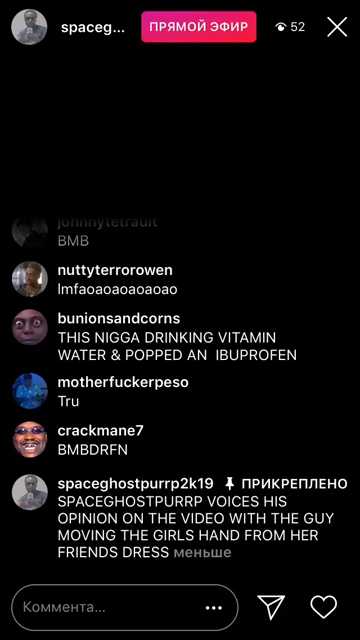 spaceg...
ПРЯМОЙ ЭФИР
52
johnnytetrault
BMB
nuttyterrorowen
lmfaoaoaoaoaoao
bunionsandcorns
THIS NIGGA DRINKING VITAMIN
WATER & POPPED AN IBUPROFEN
motherfuckerpeso
Tru
crackmane7
BMBDRFN
spaceghostpurrp2k19 ПРИКРЕПЛЕНО
SPACEGHOSTPURRP VOICES HIS
OPINION ON THE VIDEO WITH THE GUY
MOVING THE GIRLS HAND FROM HER
FRIENDS DRESS меньше
Коммента...